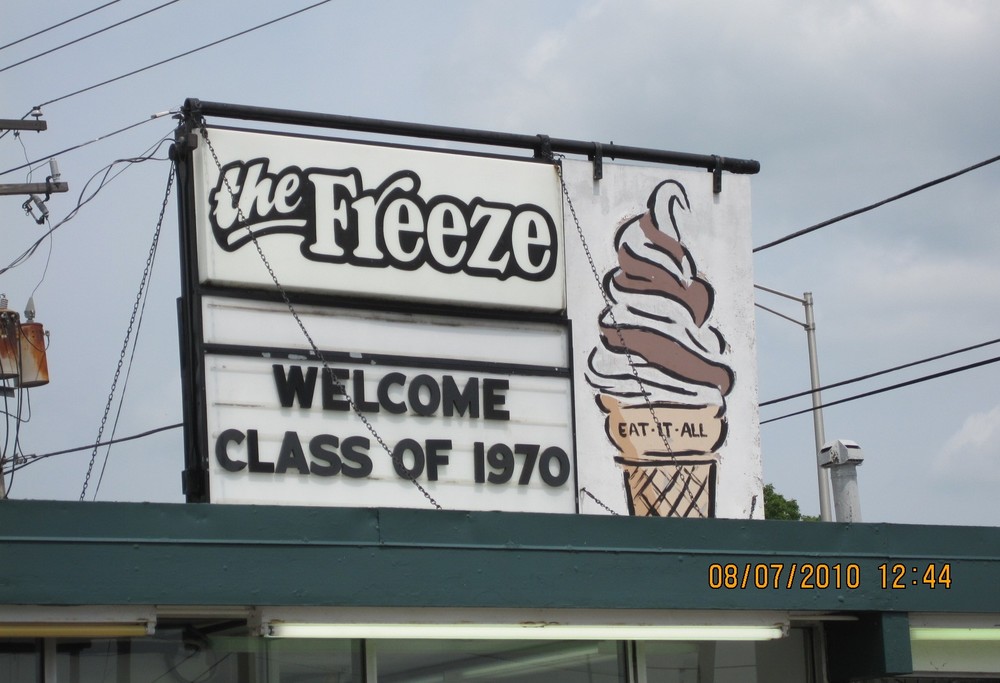 the Freeze
WELCOME
CLASS OF 1970
EAT·IT·ALL
08/07/2010 12:44